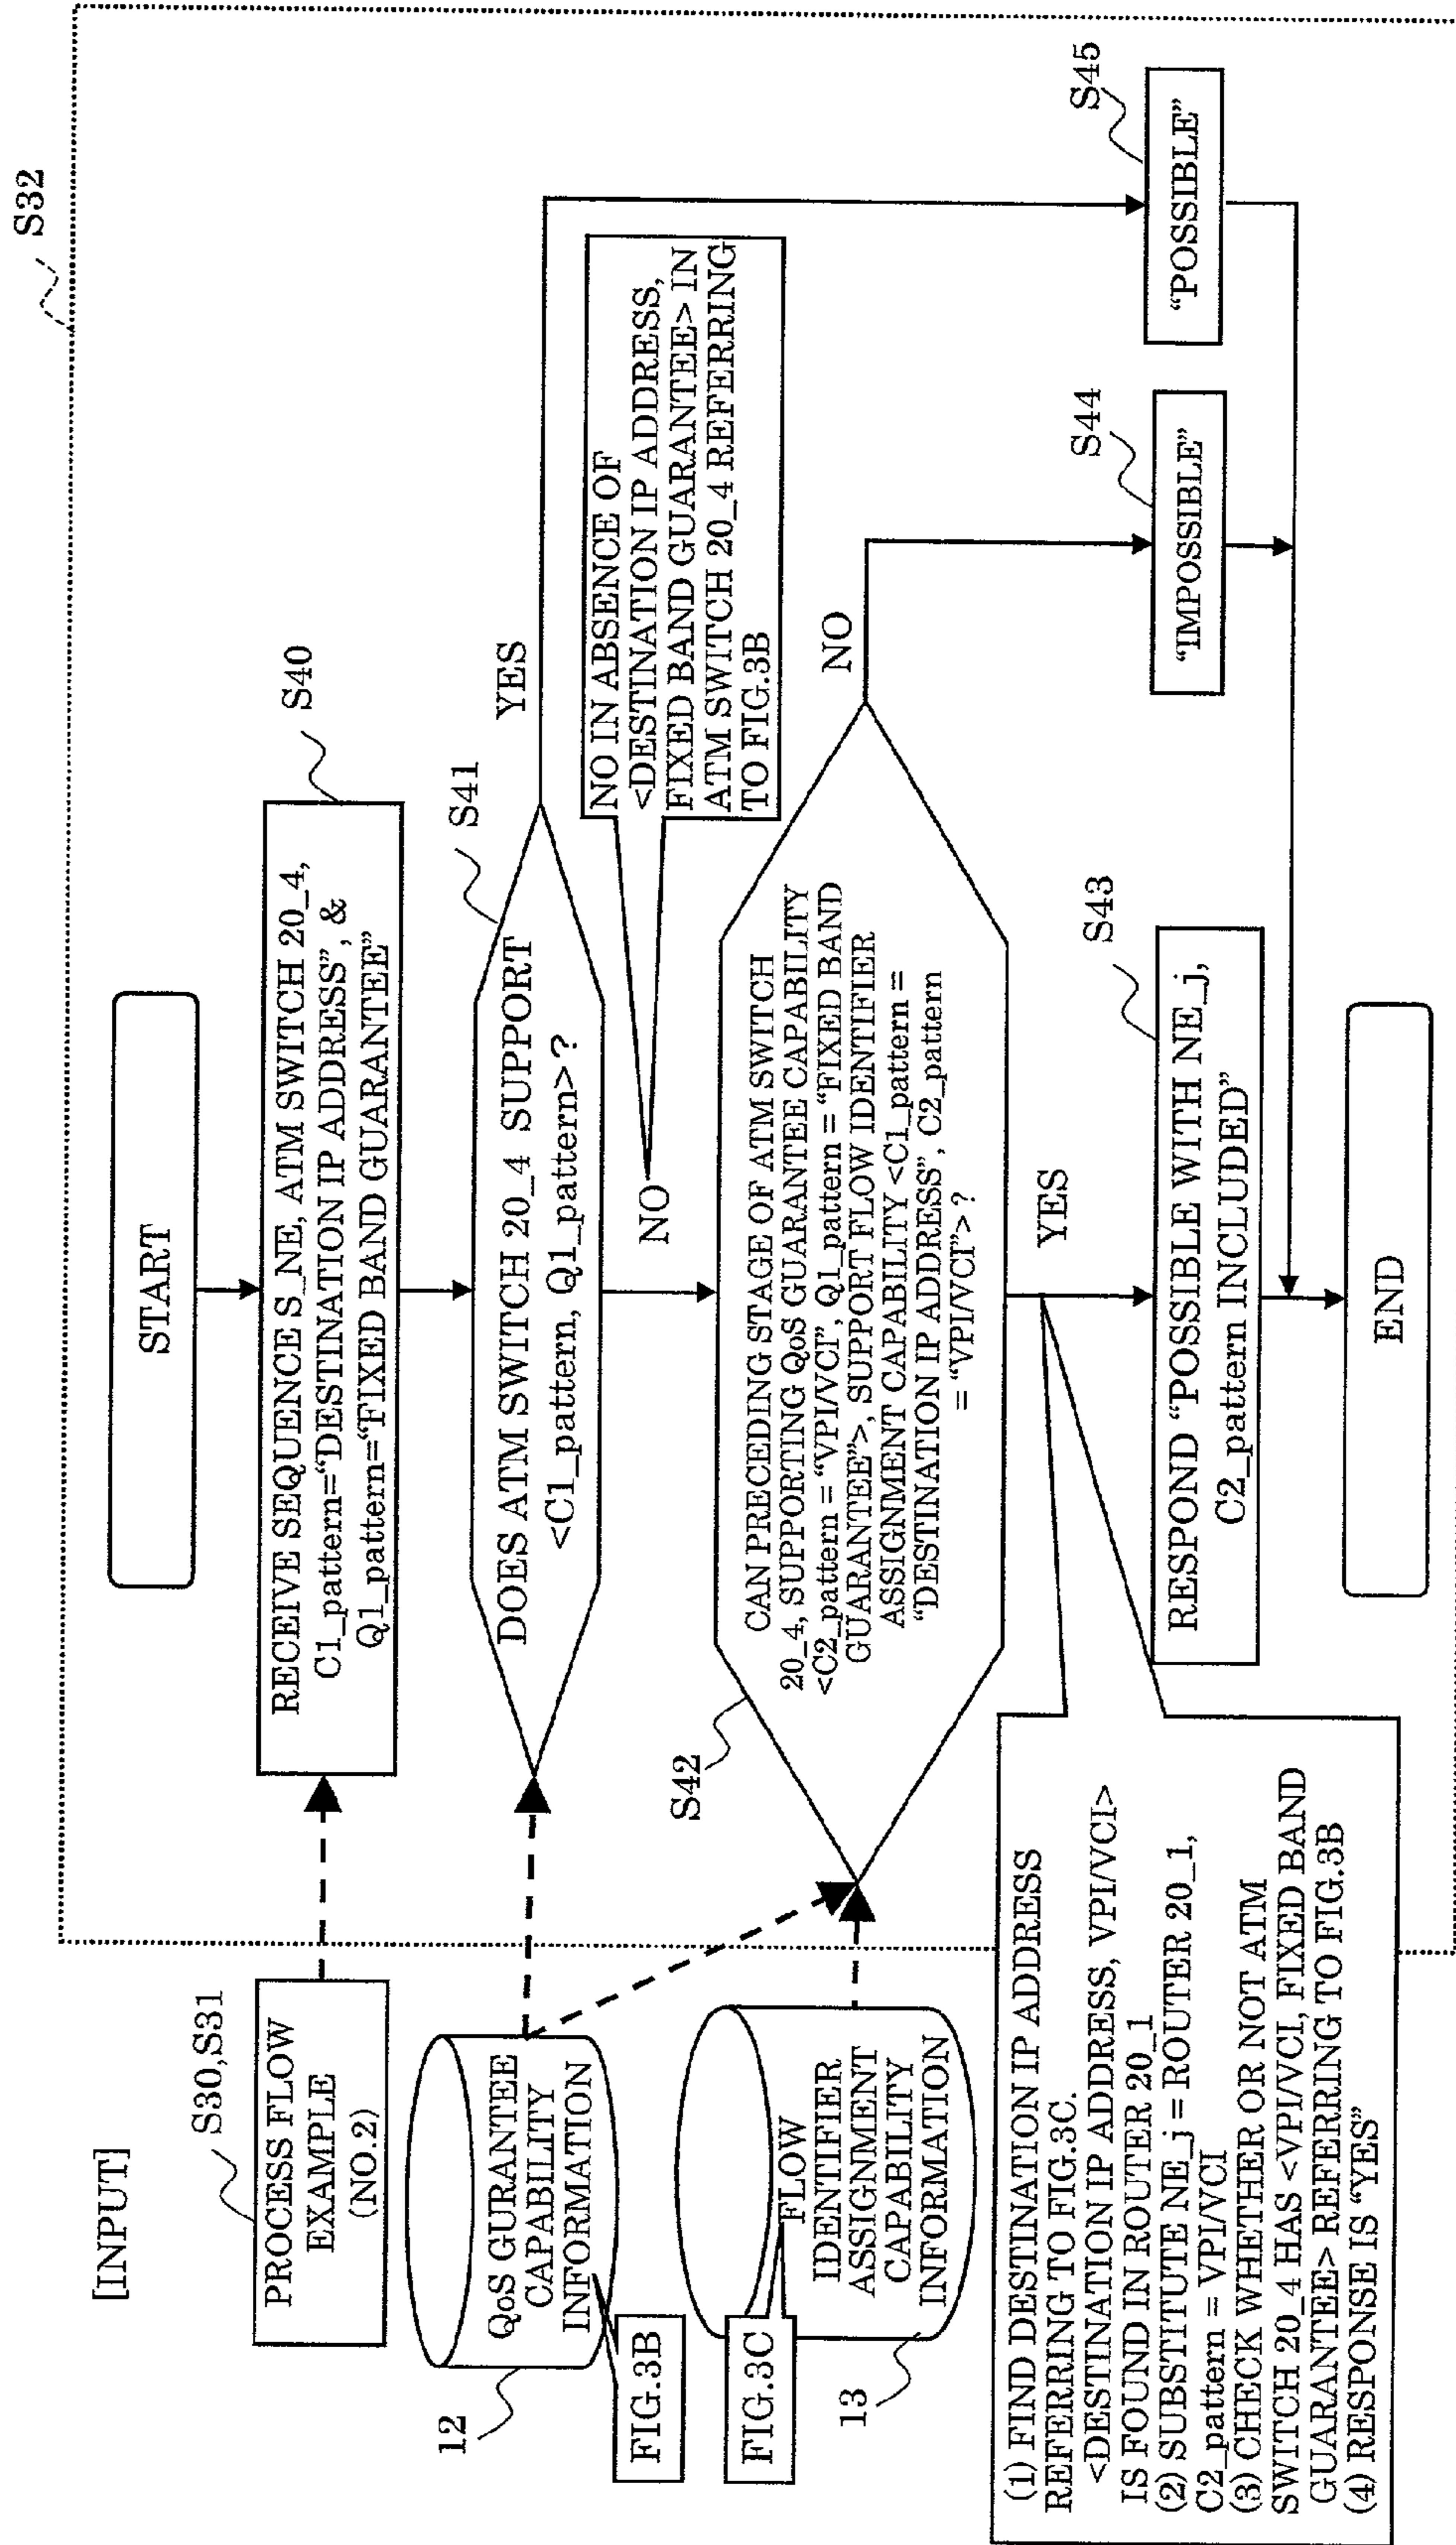 [INPUT]
S32
START
S30,S31
PROCESS FLOW
EXAMPLE
(NO.2)
S40
RECEIVE SEQUENCE S_NE, ATM SWITCH 20_4,
C1_pattern="DESTINATION IP ADDRESS", &
Q1_pattern="FIXED BAND GUARANTEE"
12
QoS GURANTEE
CAPABILITY
INFORMATION
FIG.3B
S41
DOES ATM SWITCH 20_4 SUPPORT
<C1_pattern, Q1_pattern>?
YES
NO
NO IN ABSENCE OF
<DESTINATION IP ADDRESS,
FIXED BAND GUARANTEE> IN
ATM SWITCH 20_4 REFERRING
TO FIG.3B
FIG.3C
FLOW
IDENTIFIER
ASSIGNMENT
CAPABILITY
INFORMATION
13
S42
CAN PRECEDING STAGE OF ATM SWITCH
20_4, SUPPORTING QoS GUARANTEE CAPABILITY
<C2_pattern = "VPI/VCI", Q1_pattern = "FIXED BAND
GUARANTEE">, SUPPORT FLOW IDENTIFIER
ASSIGNMENT CAPABILITY <C1_pattern =
"DESTINATION IP ADDRESS", C2_pattern
= "VPI/VCI"> ?
NO
YES
(1) FIND DESTINATION IP ADDRESS
REFERRING TO FIG.3C.
<DESTINATION IP ADDRESS, VPI/VCI>
IS FOUND IN ROUTER 20_1
(2) SUBSTITUTE NE_j = ROUTER 20_1,
C2_pattern = VPI/VCI
(3) CHECK WHETHER OR NOT ATM
SWITCH 20_4 HAS <VPI/VCI, FIXED BAND
GUARANTEE> REFERRING TO FIG.3B
(4) RESPONSE IS "YES"
S43
RESPOND "POSSIBLE WITH NE_j,
C2_pattern INCLUDED"
S44
"IMPOSSIBLE"
S45
"POSSIBLE"
END